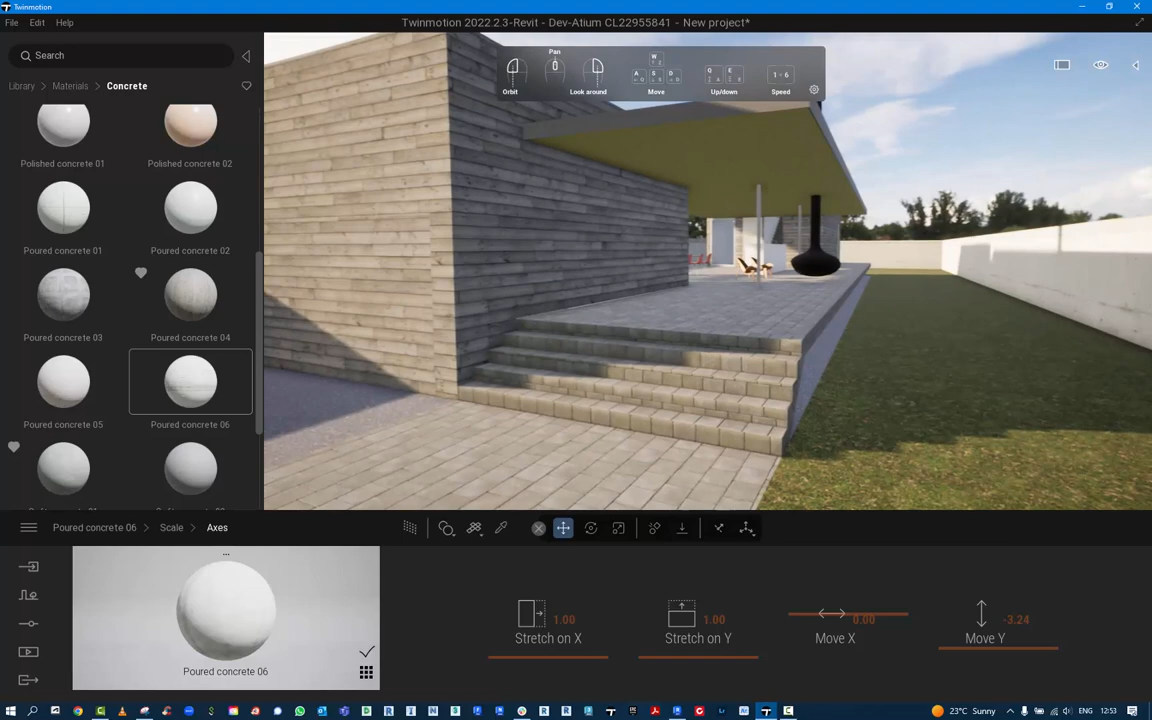 Twinmotion
File Edit Help
Twinmotion 2022.2.3-Revit - Dev-Atium CL22955841 - New project*
Search
Library > Materials > Concrete
Polished concrete 01
Polished concrete 02
Poured concrete 01
Poured concrete 02
Poured concrete 03
Poured concrete 04
Poured concrete 05
Poured concrete 06
Pan
W
A S D
Q E
1 - 6
Orbit
Look around
Move
Up/down
Speed
Poured concrete 06 > Scale > Axes
...
Poured concrete 06
1.00
Stretch on X
1.00
Stretch on Y
0.00
Move X
-3.24
Move Y
23°C Sunny
ENG
12:53